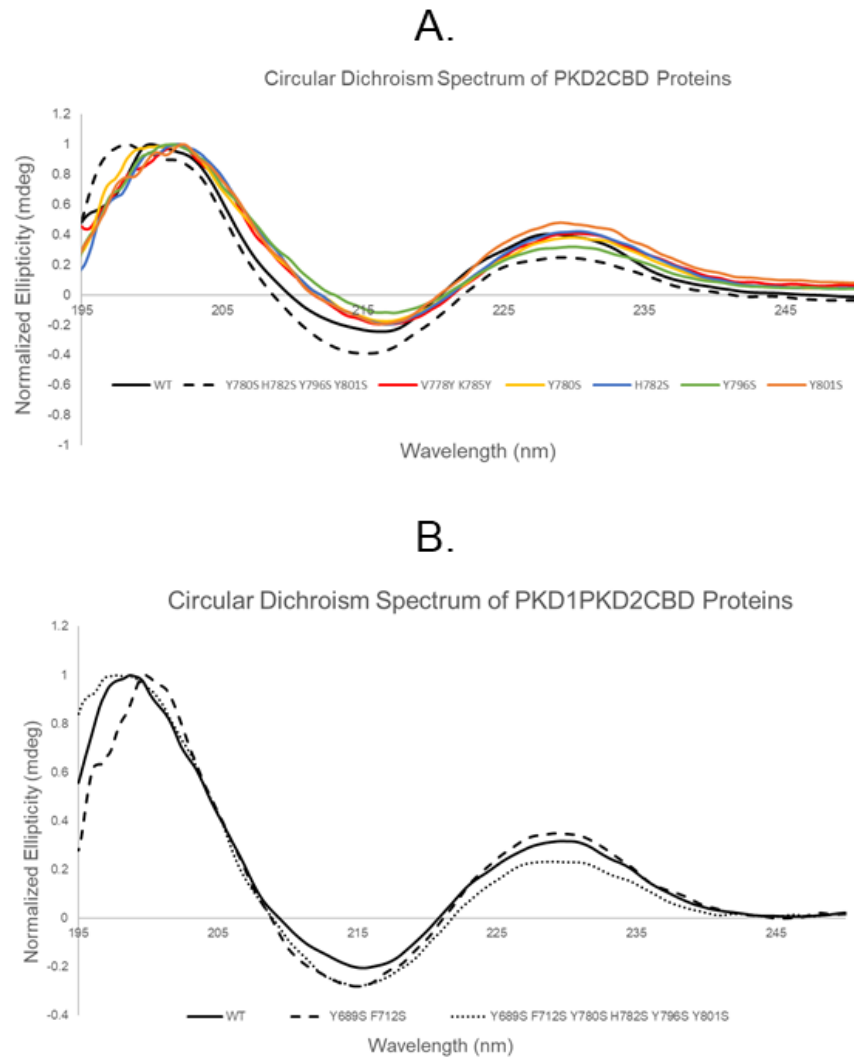 A.
Circular Dichroism Spectrum of PKD2CBD Proteins
Normalized Ellipticity (mdeg)
1.2
1
0.8
0.6
0.4
0.2
0
-0.2
-0.4
-0.6
-0.8
-1
195 205 215 225 235 245
WT Y780S H782S Y796S Y801S V778Y K785Y Y780S H782S Y796S Y801S
Wavelength (nm)
B.
Circular Dichroism Spectrum of PKD1PKD2CBD Proteins
Normalized Ellipticity (mdeg)
1.2
1
0.8
0.6
0.4
0.2
0
-0.2
-0.4
195 205 215 225 235 245
WT Y689S F712S Y689S F712S Y780S H782S Y796S Y801S
Wavelength (nm)